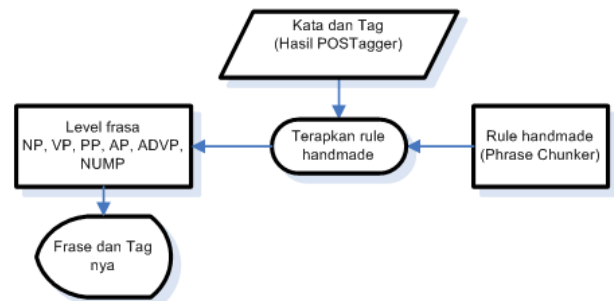 Kata dan Tag
(Hasil POSTagger)
Level frasa
NP, VP, PP, AP, ADVP,
NUMP
Terapkan rule
handmade
Rule handmade
(Phrase Chunker)
Frase dan Tag
nya